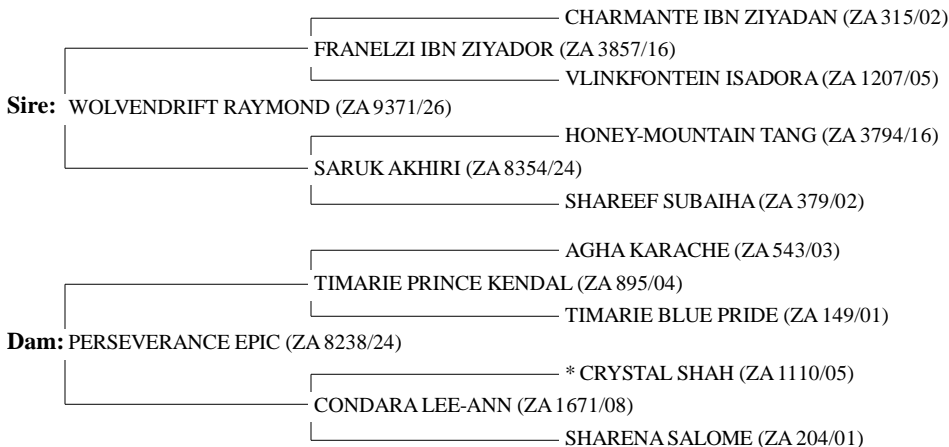 CHARMANTE IBN ZIYADAN (ZA 315/02)
FRANELZI IBN ZIYADOR (ZA 3857/16)
VLINKFONTEIN ISADORA (ZA 1207/05)
Sire: WOLVENDRIFT RAYMOND (ZA 9371/26)
HONEY-MOUNTAIN TANG (ZA 3794/16)
SARUK AKHIRI (ZA 8354/24)
SHAREEF SUBAIHA (ZA 379/02)
AGHA KARACHE (ZA 543/03)
TIMARIE PRINCE KENDAL (ZA 895/04)
TIMARIE BLUE PRIDE (ZA 149/01)
Dam: PERSEVERANCE EPIC (ZA 8238/24)
* CRYSTAL SHAH (ZA 1110/05)
CONDARA LEE-ANN (ZA 1671/08)
SHARENA SALOME (ZA 204/01)